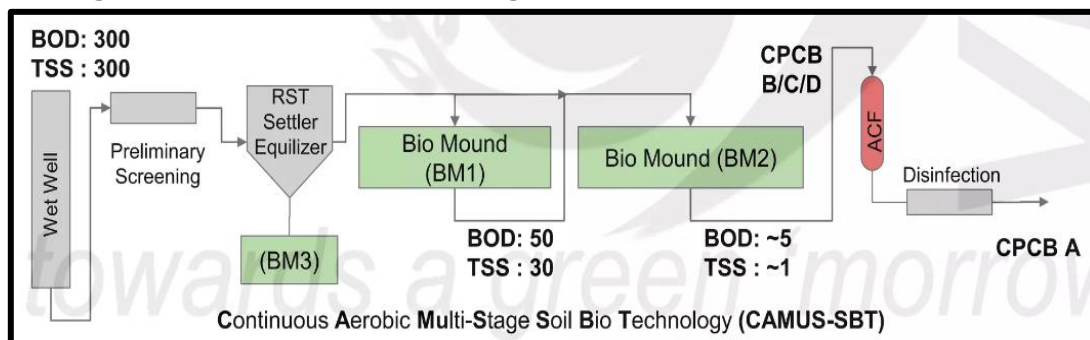 BOD: 300
TSS : 300
Wet Well
Preliminary
Screening
RST
Settler
Equilizer
(BM3)
Bio Mound
(BM1)
BOD: 50
TSS : 30
Bio Mound (BM2)
BOD: ~5
TSS : ~1
CPCB
B/C/D
ACF
Disinfection
CPCB A
towards a green 'tmorrow
Continuous Aerobic Multi-Stage Soil Bio Technology (CAMUS-SBT)